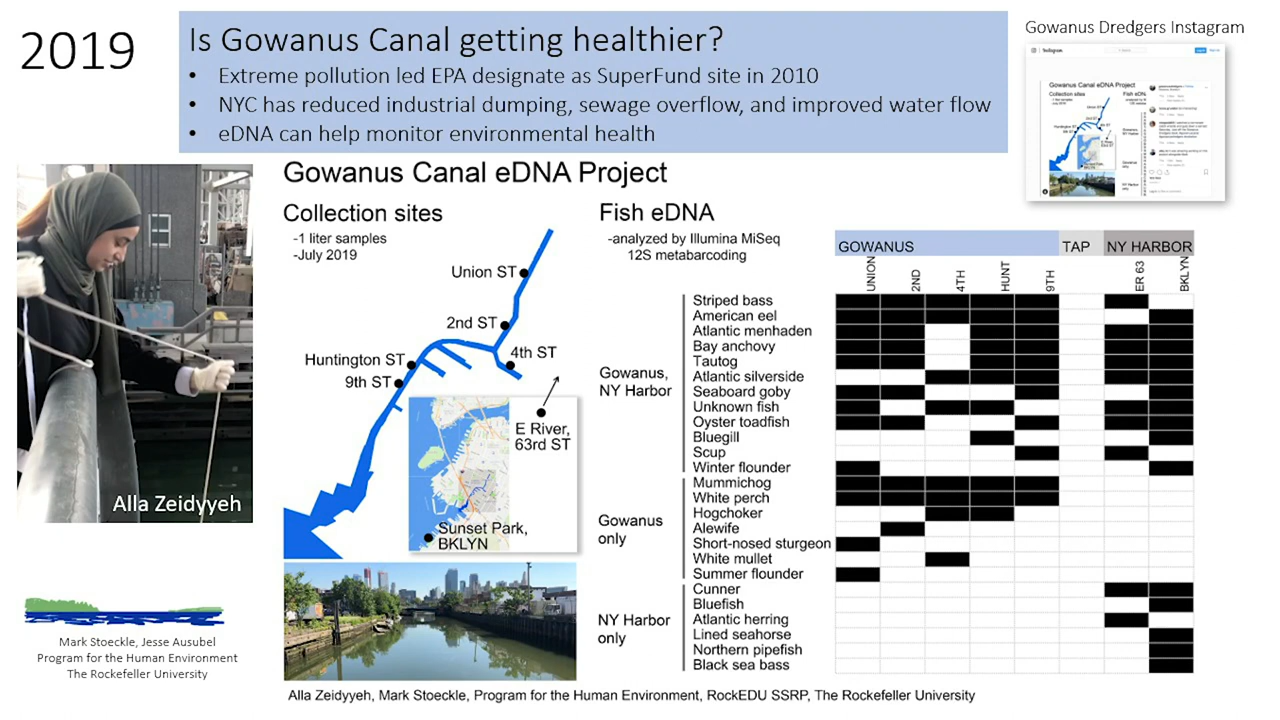 2019
Is Gowanus Canal getting healthier?
• Extreme pollution led EPA designate as SuperFund site in 2010
• NYC has reduced industrial dumping, sewage overflow, and improved water flow
• eDNA can help monitor environmental health
Gowanus Dredgers Instagram
Gowanus Canal eDNA Project
Collection sites
Alla Zeidyyeh
Mark Stoeckle, Jesse Ausubel
Program for the Human Environment
The Rockefeller University
Gowanus Canal eDNA Project
Collection sites
-1 liter samples
-July 2019
Union ST
2nd ST
4th ST
Huntington ST
9th ST
E River,
63rd ST
Sunset Park,
BKLYN
Fish eDNA
-analyzed by Illumina MiSeq
12S metabarcoding
GOWANUS TAP NY HARBOR
UNION 2ND 4TH HUNT 9TH ER 63 BKLYN
Gowanus,
NY Harbor
Striped bass
American eel
Atlantic menhaden
Bay anchovy
Tautog
Atlantic silverside
Seaboard goby
Unknown fish
Oyster toadfish
Bluegill
Scup
Winter flounder
Gowanus
only
Mummichog
White perch
Hogchoker
Alewife
Short-nosed sturgeon
White mullet
Summer flounder
NY Harbor
only
Cunner
Bluefish
Atlantic herring
Lined seahorse
Northern pipefish
Black sea bass
Alla Zeidyyeh, Mark Stoeckle, Program for the Human Environment, RockEDU SSRP, The Rockefeller University